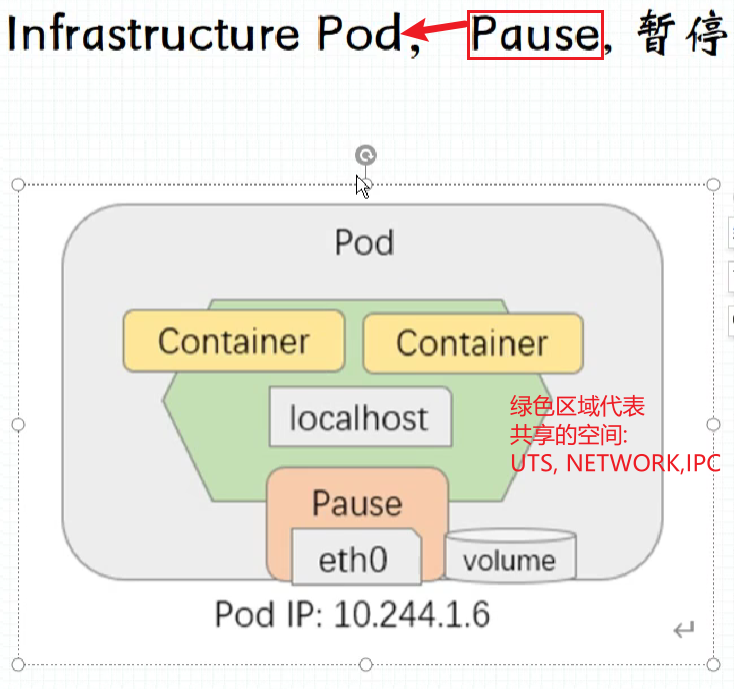 Infrastructure Pod, Pause, 暂停
Pod
Container Container
localhost
绿色区域代表
共享的空间:
UTS, NETWORK,IPC
Pause
eth0 volume
Pod IP: 10.244.1.6